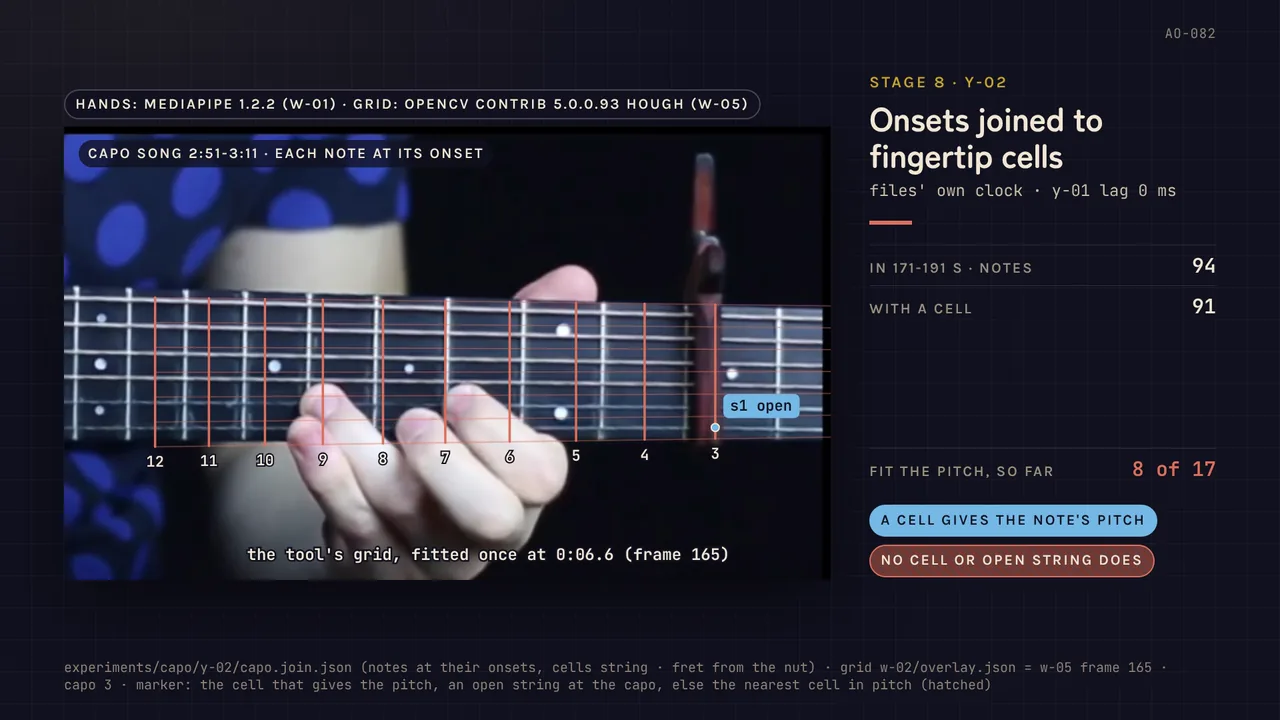 AO-082
HANDS: MEDIAPIPE 1.2.2 (W-01) · GRID: OPENCV CONTRIB 5.0.0.93 HOUGH (W-05)
CAPO SONG 2:51-3:11 · EACH NOTE AT ITS ONSET
s1 open
12 11 10 9 8 7 6 5 4 3
the tool's grid, fitted once at 0:06.6 (frame 165)
STAGE 8 · Y-02
Onsets joined to
fingertip cells
files' own clock · y-01 lag 0 ms
IN 171-191 S · NOTES 94
WITH A CELL 91
FIT THE PITCH, SO FAR 8 of 17
A CELL GIVES THE NOTE'S PITCH
NO CELL OR OPEN STRING DOES
experiments/capo/y-02/capo.join.json (notes at their onsets, cells string · fret from the nut) · grid w-02/overlay.json = w-05 frame 165 ·
capo 3 · marker: the cell that gives the pitch, an open string at the capo, else the nearest cell in pitch (hatched)